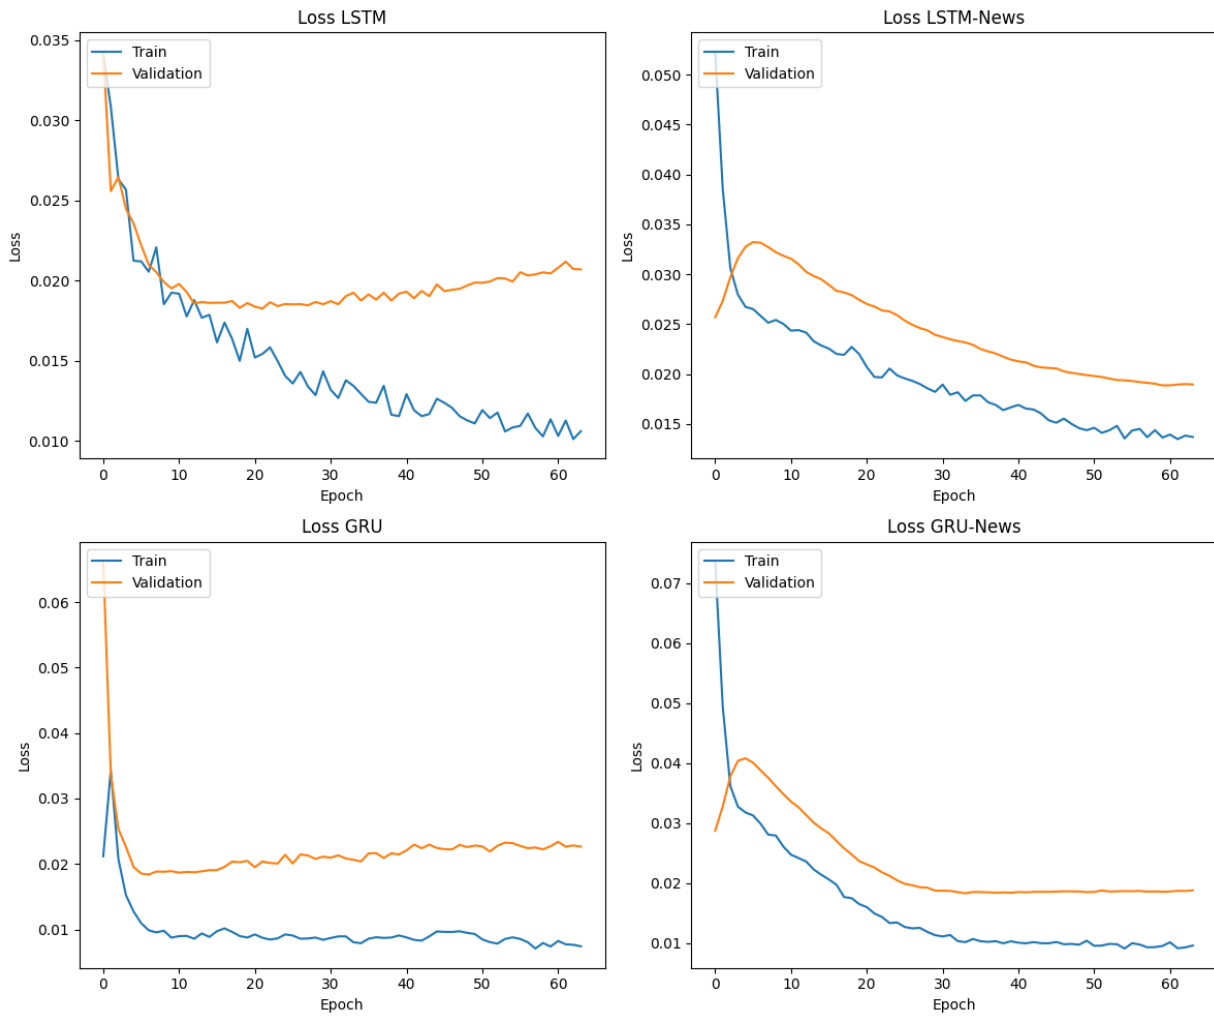 Loss LSTM
0.035
0.030
0.025
0.020
0.015
0.010
Loss
Train
Validation
0 10 20 30 40 50 60
Epoch
Loss LSTM-News
0.050
0.045
0.040
0.035
0.030
0.025
0.020
0.015
Loss
Train
Validation
0 10 20 30 40 50 60
Epoch
Loss GRU
0.06
0.05
0.04
0.03
0.02
0.01
Loss
Train
Validation
0 10 20 30 40 50 60
Epoch
Loss GRU-News
0.07
0.06
0.05
0.04
0.03
0.02
0.01
Loss
Train
Validation
0 10 20 30 40 50 60
Epoch